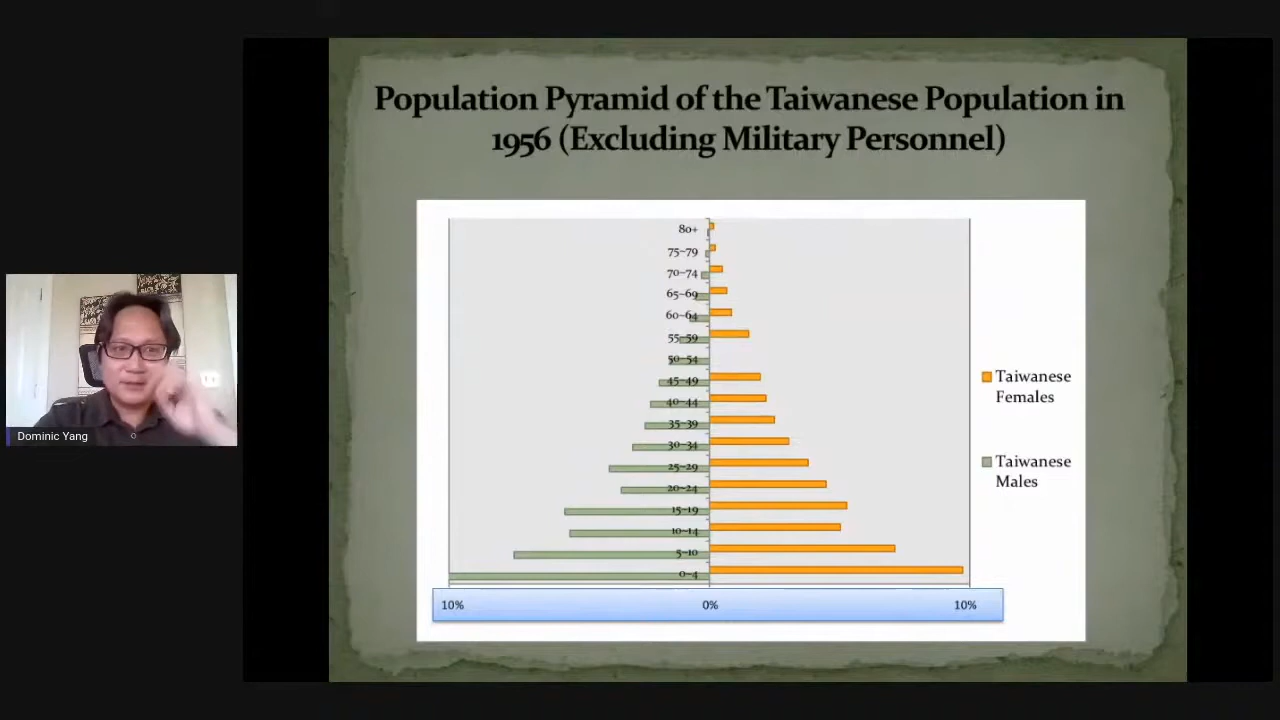 Population Pyramid of the Taiwanese Population in
1956 (Excluding Military Personnel)
80+
75-79
70-74
65-69
60-64
55-59
50-54
45-49
40-44
35-39
30-34
25-29
20-24
15-19
10-14
5-10
0-4
10%
0%
10%
Taiwanese
Females
Taiwanese
Males
Dominic Yang